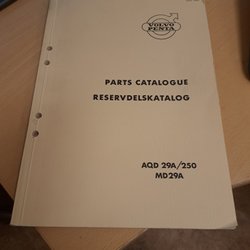 VOLVO
PENTA
PARTS CATALOGUE
RESERVDELSKATALOG
AQD 29A/250
MD29A